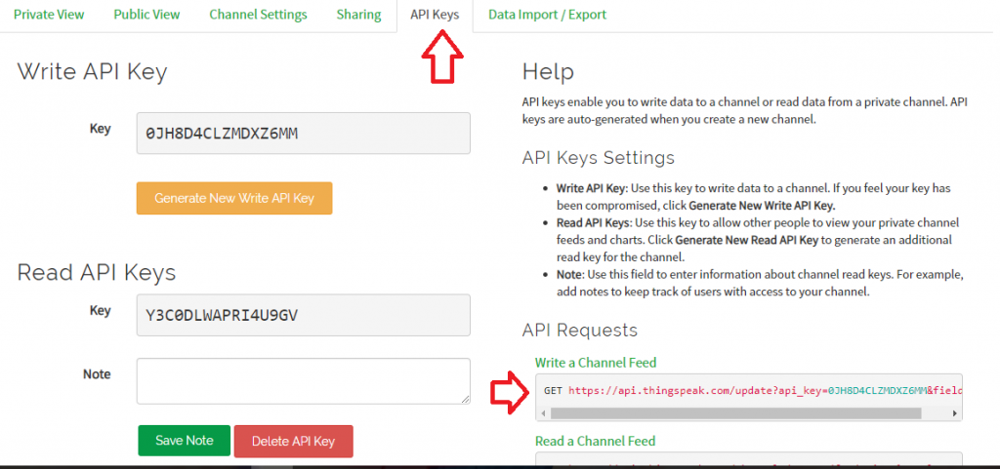 Private View Public View Channel Settings Sharing API Keys Data Import / Export
Write API Key
Key 0JH8D4CLZMDXZ6MM
Generate New Write API Key
Read API Keys
Key Y3C0DLWAPRI4U9GV
Note
Save Note Delete API Key
Help
API keys enable you to write data to a channel or read data from a private channel. API
keys are auto-generated when you create a new channel.
API Keys Settings
• Write API Key: Use this key to write data to a channel. If you feel your key has
been compromised, click Generate New Write API Key.
• Read API Keys: Use this key to allow other people to view your private channel
feeds and charts. Click Generate New Read API Key to generate an additional
read key for the channel.
• Note: Use this field to enter information about channel read keys. For example,
add notes to keep track of users with access to your channel.
API Requests
Write a Channel Feed
GET https://api.thingspeak.com/update?api_key=0JH8D4CLZMDXZ6MM&field
Read a Channel Feed